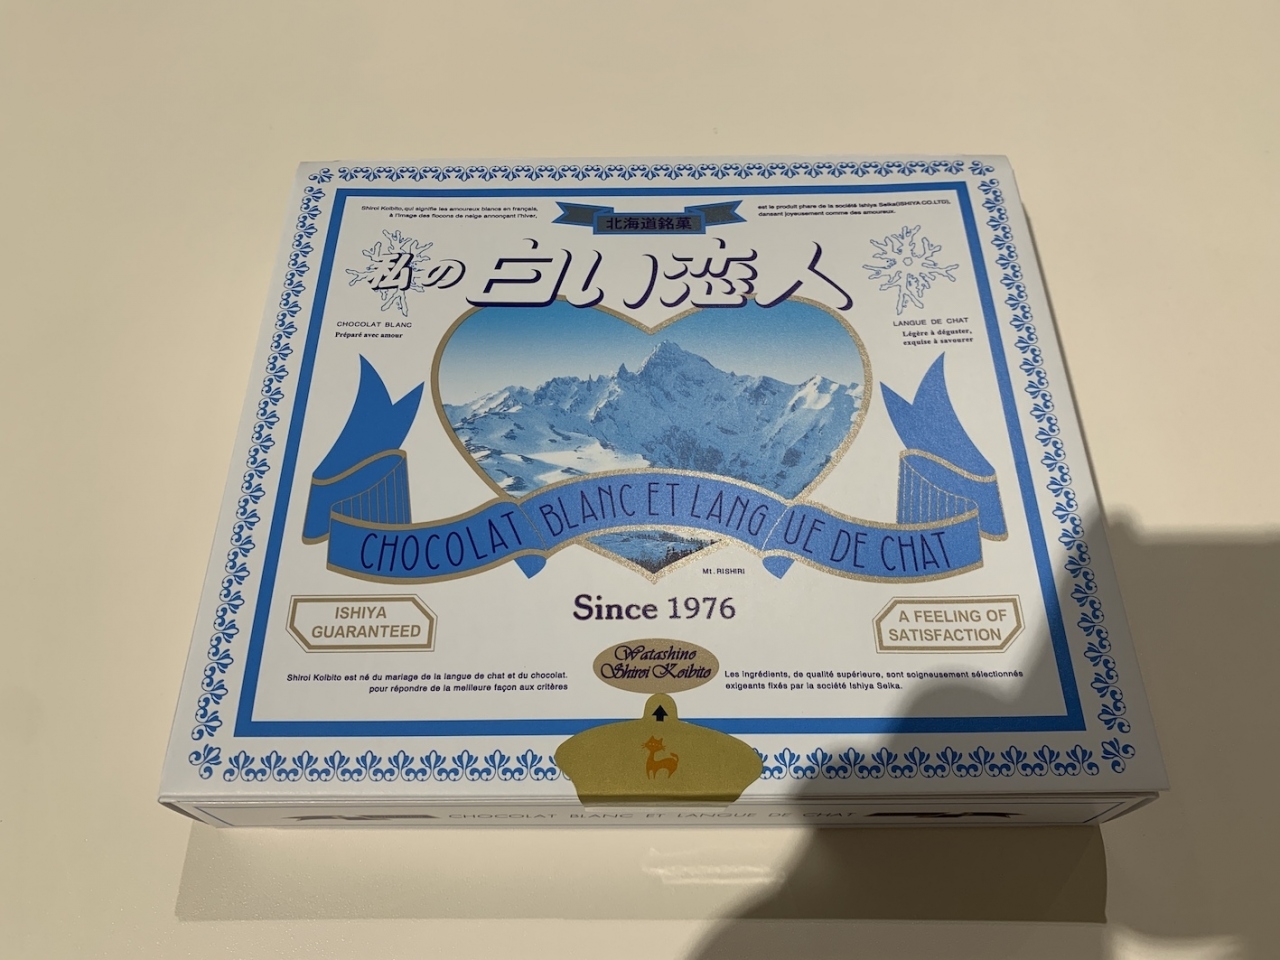 Shiroi Koibito, qui signifie les amoureux blancs en français,
à l'image des flocons de neige annonçant l'hiver,
北海道銘菓
est le produit phare de la société Ishiya Seika(ISHIYA.CO.LTD),
dansant joyeusement comme des amoureux.
私の白い恋人
CHOCOLAT BLANC
Préparé avec amour
LANGUE DE CHAT
Légère à déguster,
exquise à savourer
CHOCOLAT BLANC ET LANGUE DE CHAT
Mt. RISHIRI
Since 1976
ISHIYA
GUARANTEED
A FEELING OF
SATISFACTION
Watashino
Shiroi Koibito
Shiroi Koibito est né du mariage de la langue de chat et du chocolat.
pour répondre de la meilleure façon aux critères
Les ingrédients, de qualité supérieure, sont soigneusement sélectionnés
exigeants fixés par la société Ishiya Seika.
CHOCOLAT BLANC ET LANGUE DE CHAT